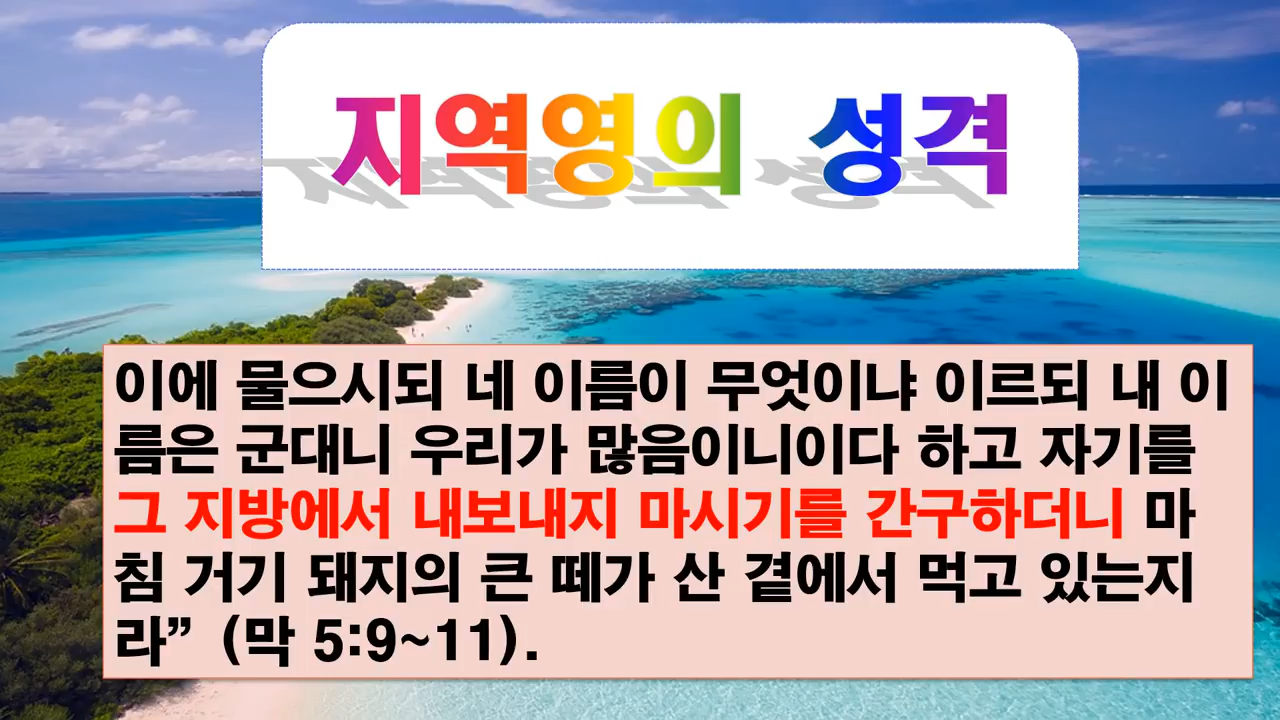 지역영의 성격
이에 물으시되 네 이름이 무엇이냐 이르되 내 이
름은 군대니 우리가 많음이니이다 하고 자기를
그 지방에서 내보내지 마시기를 간구하더니 마
침 거기 돼지의 큰 떼가 산 곁에서 먹고 있는지
라” (막 5:9~11).